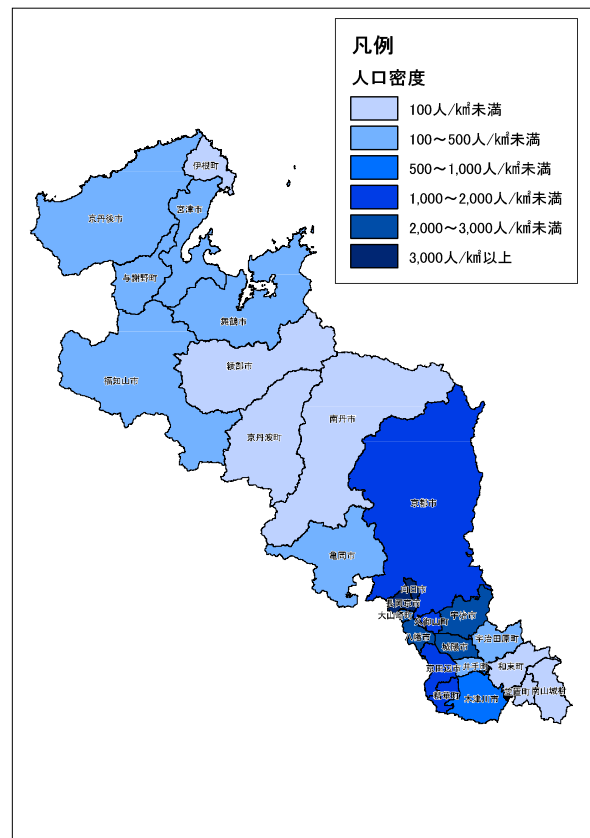 凡例
人口密度
100人/㎢未満
100～500人/㎢未満
500～1,000人/㎢未満
1,000～2,000人/㎢未満
2,000～3,000人/㎢未満
3,000人/㎢以上
伊根町
京丹後市
宮津市
与謝野町
舞鶴市
綾部市
福知山市
南丹市
京丹波町
京都市
亀岡市
向日市
長岡京市
大山崎町
久御山町
宇治市
八幡市
城陽市
宇治田原町
京田辺市
井手町
和束町
精華町
木津川市
笠置町
南山城村